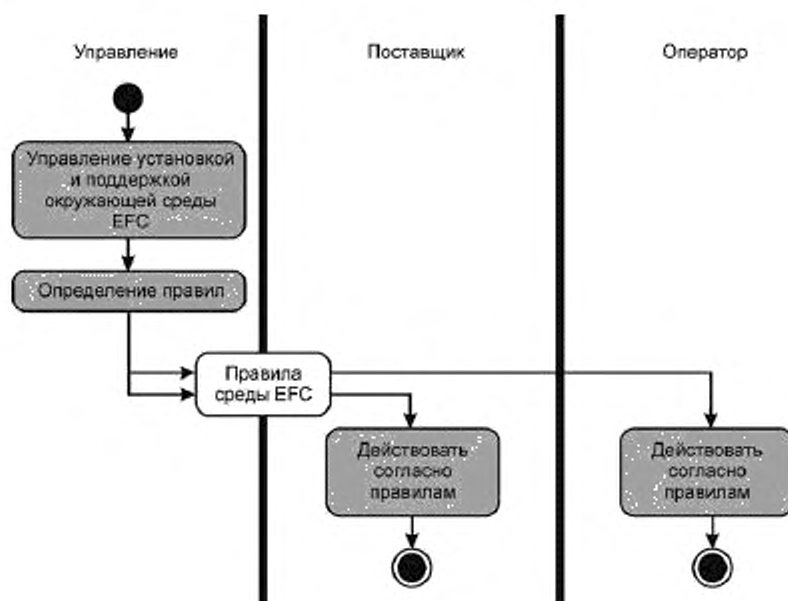 Управление
Поставщик
Оператор
Управление установкой
и поддержкой
окружающей среды
EFC
Определение правил
Правила
среды EFC
Действовать
согласно
правилам
Действовать
согласно
правилам